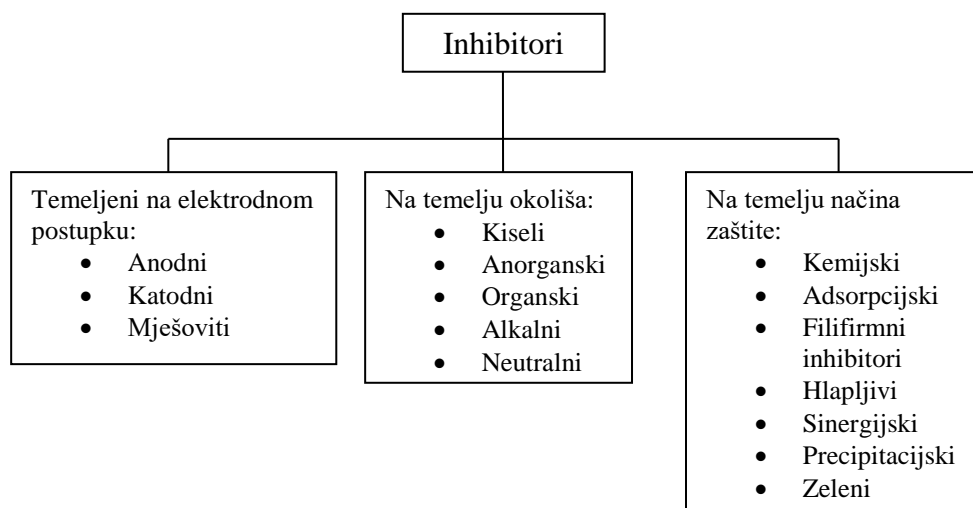 Inhibitori
Temeljeni na elektrodnom
postupku:
• Anodni
• Katodni
• Mješoviti
Na temelju okoliša:
• Kiseli
• Anorganski
• Organski
• Alkalni
• Neutralni
Na temelju načina
zaštite:
• Kemijski
• Adsorpcijski
• Filifirmni
inhibitori
• Hlapljivi
• Sinergijski
• Precipitacijski
• Zeleni